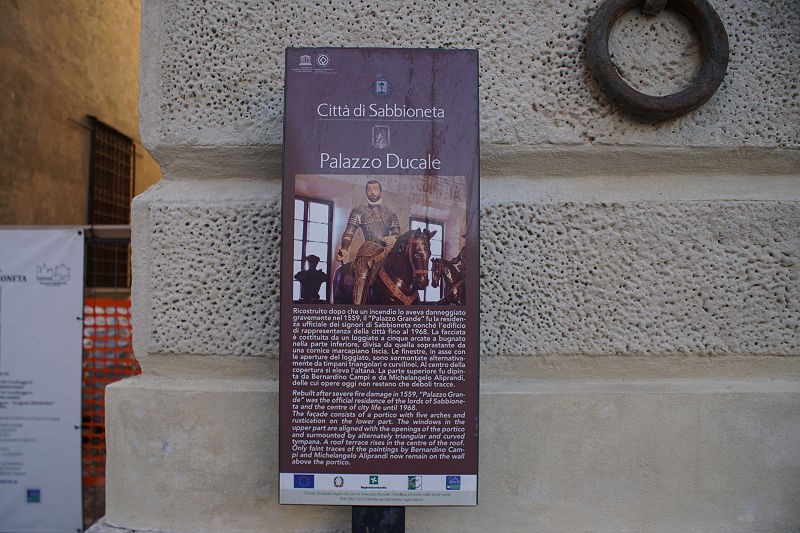 Città di Sabbioneta
Palazzo Ducale
Ricostruito dopo che un incendio lo aveva danneggiato
gravemente nel 1559, il "Palazzo Grande" fu la residen-
za ufficiale dei signori di Sabbioneta nonché l'edificio
di rappresentanza della città fino al 1968. La facciata
è costituita da un loggiato a cinque arcate a bugnato
nella parte inferiore, divisa da quella soprastante da
una cornice marcapiano liscia. Le finestre, in asse con
le aperture del loggiato, sono sormontate alternativa-
mente da timpani triangolari e curvilinei. Al centro della
copertura si eleva l'altana. La parte superiore fu dipin-
ta da Bernardino Campi e da Michelangelo Aliprandi,
delle cui opere oggi non restano che deboli tracce.
Rebuilt after severe fire damage in 1559, "Palazzo Gran-
de" was the official residence of the lords of Sabbione-
ta and the centre of city life until 1968.
The façade consists of a portico with five arches and
rustication on the lower part. The windows in the
upper part are aligned with the openings of the portico
and surmounted by alternately triangular and curved
tympana. A roof terrace rises in the centre of the roof.
Only faint traces of the paintings by Bernardino Cam-
pi and Michelangelo Aliprandi now remain on the wall
above the portico.
RegioneLombardia
IONETA